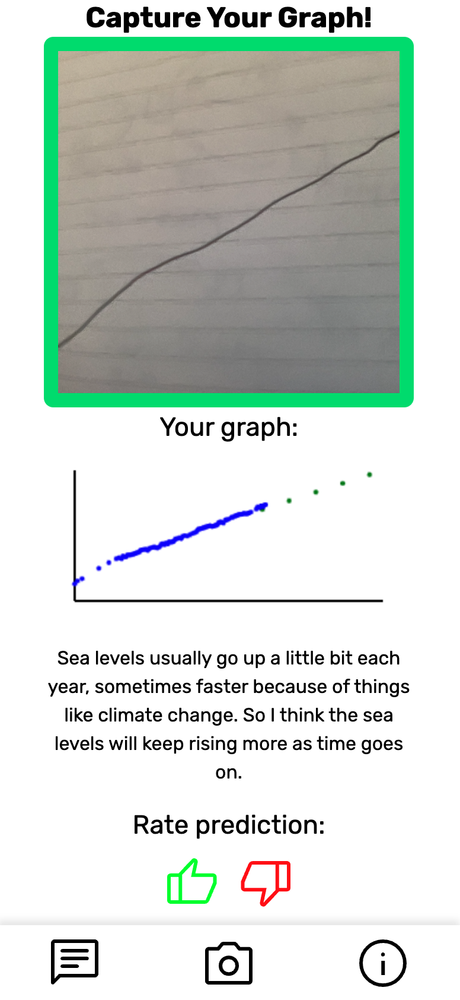 Capture Your Graph!
Your graph:
Sea levels usually go up a little bit each
year, sometimes faster because of things
like climate change. So I think the sea
levels will keep rising more as time goes
on.
Rate prediction: